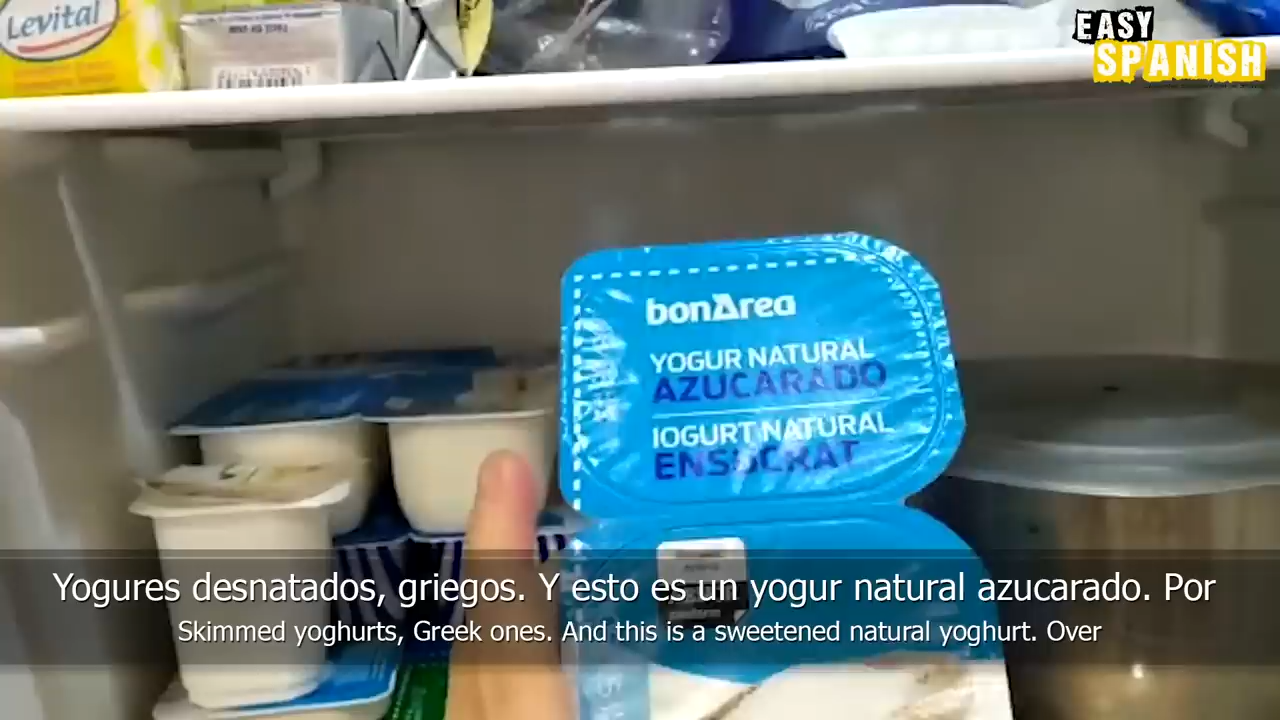 Levital
EASY
SPANISH
bonArea
YOGUR NATURAL
AZUCARADO
IOGURT NATURAL
ENSUCRAT
Yogures desnatados, griegos. Y esto es un yogur natural azucarado. Por
Skimmed yoghurts, Greek ones. And this is a sweetened natural yoghurt. Over